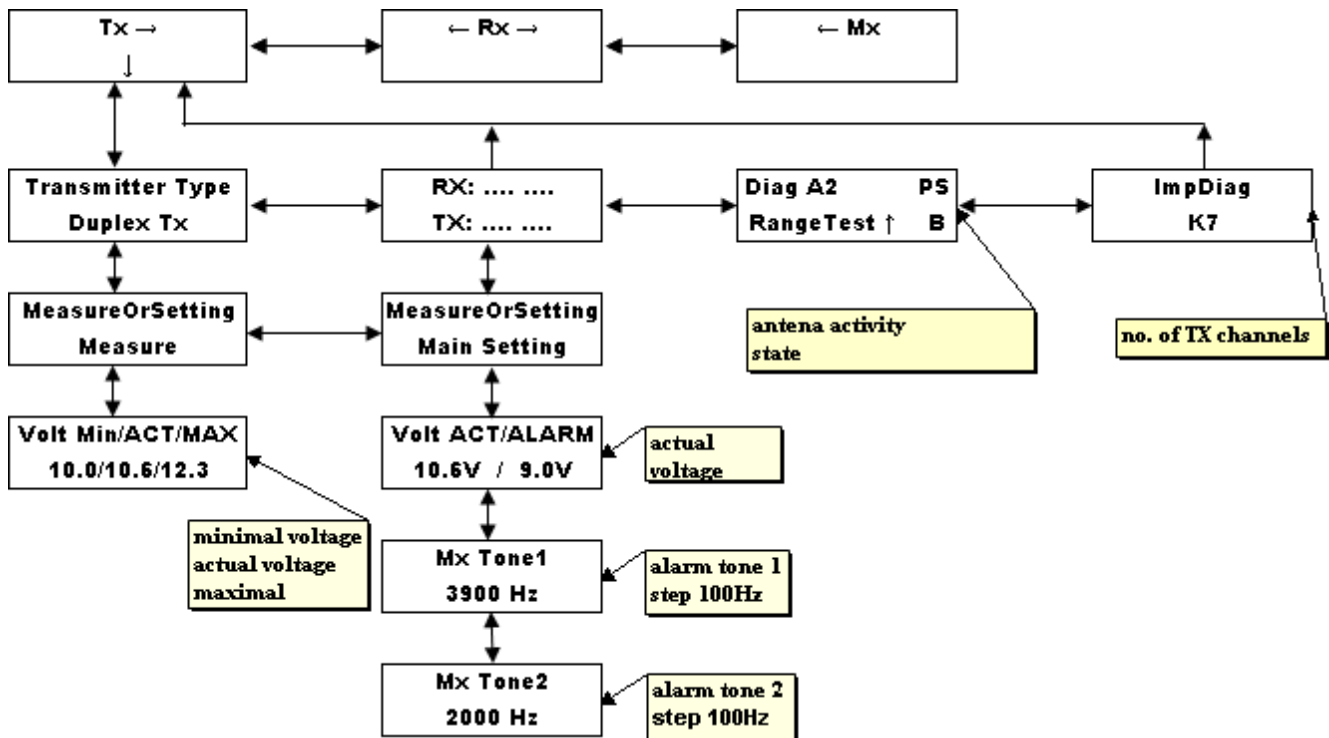 Tx →
↓
← Rx →
← Mx
Transmitter Type
Duplex Tx
RX: .... ....
TX: .... ....
Diag A2 PS
RangeTest ↑ B
ImpDiag
K7
MeasureOrSetting
Measure
MeasureOrSetting
Main Setting
antena activity
state
no. of TX channels
Volt Min/ACT/MAX
10.0/10.6/12.3
Volt ACT/ALARM
10.6V / 9.0V
actual
voltage
minimal voltage
actual voltage
maximal
Mx Tone1
3900 Hz
alarm tone 1
step 100Hz
Mx Tone2
2000 Hz
alarm tone 2
step 100Hz